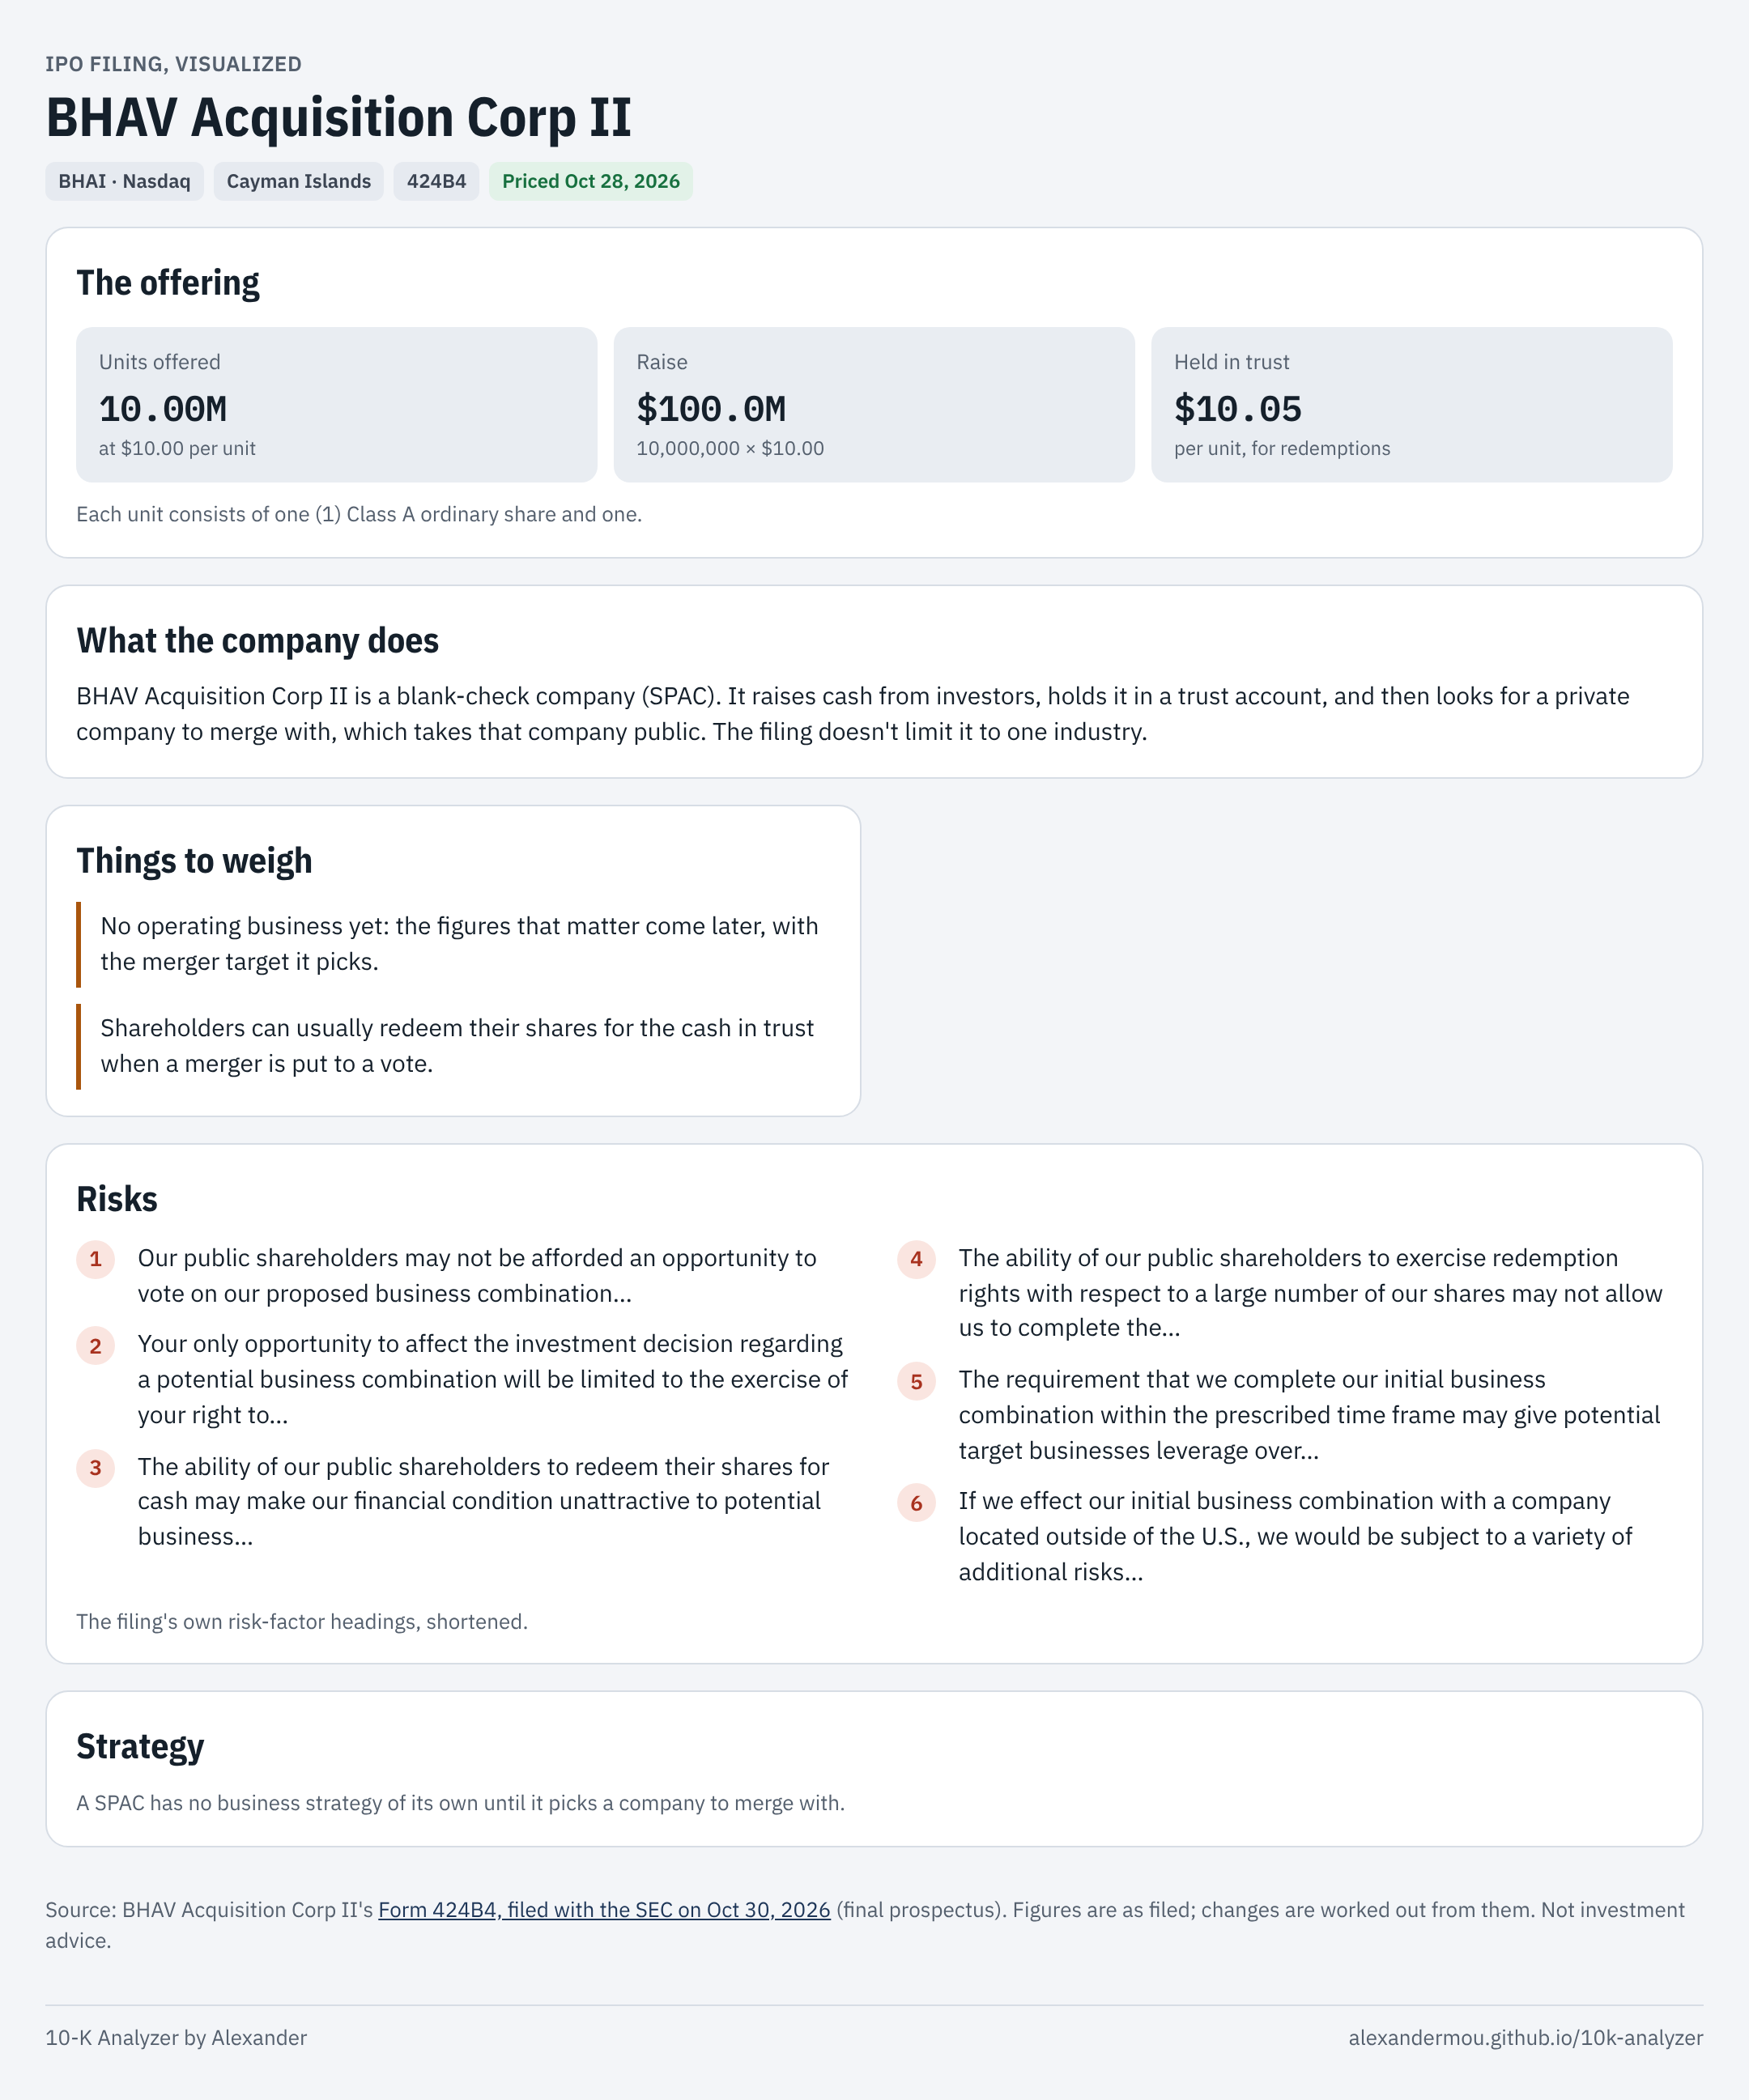 IPO FILING, VISUALIZED
BHAV Acquisition Corp II
BHAI · Nasdaq
Cayman Islands
424B4
Priced Oct 28, 2026
The offering
Units offered
10.00M
at $10.00 per unit
Raise
$100.0M
10,000,000 × $10.00
Held in trust
$10.05
per unit, for redemptions
Each unit consists of one (1) Class A ordinary share and one.
What the company does
BHAV Acquisition Corp II is a blank-check company (SPAC). It raises cash from investors, holds it in a trust account, and then looks for a private
company to merge with, which takes that company public. The filing doesn't limit it to one industry.
Things to weigh
No operating business yet: the figures that matter come later, with
the merger target it picks.
Shareholders can usually redeem their shares for the cash in trust
when a merger is put to a vote.
Risks
1
Our public shareholders may not be afforded an opportunity to
vote on our proposed business combination…
2
Your only opportunity to affect the investment decision regarding
a potential business combination will be limited to the exercise of
your right to…
3
The ability of our public shareholders to redeem their shares for
cash may make our financial condition unattractive to potential
business…
4
The ability of our public shareholders to exercise redemption
rights with respect to a large number of our shares may not allow
us to complete the…
5
The requirement that we complete our initial business
combination within the prescribed time frame may give potential
target businesses leverage over…
6
If we effect our initial business combination with a company
located outside of the U.S., we would be subject to a variety of
additional risks…
The filing's own risk-factor headings, shortened.
Strategy
A SPAC has no business strategy of its own until it picks a company to merge with.
Source: BHAV Acquisition Corp II's Form 424B4, filed with the SEC on Oct 30, 2026 (final prospectus). Figures are as filed; changes are worked out from them. Not investment
advice.
10-K Analyzer by Alexander
alexandermou.github.io/10k-analyzer